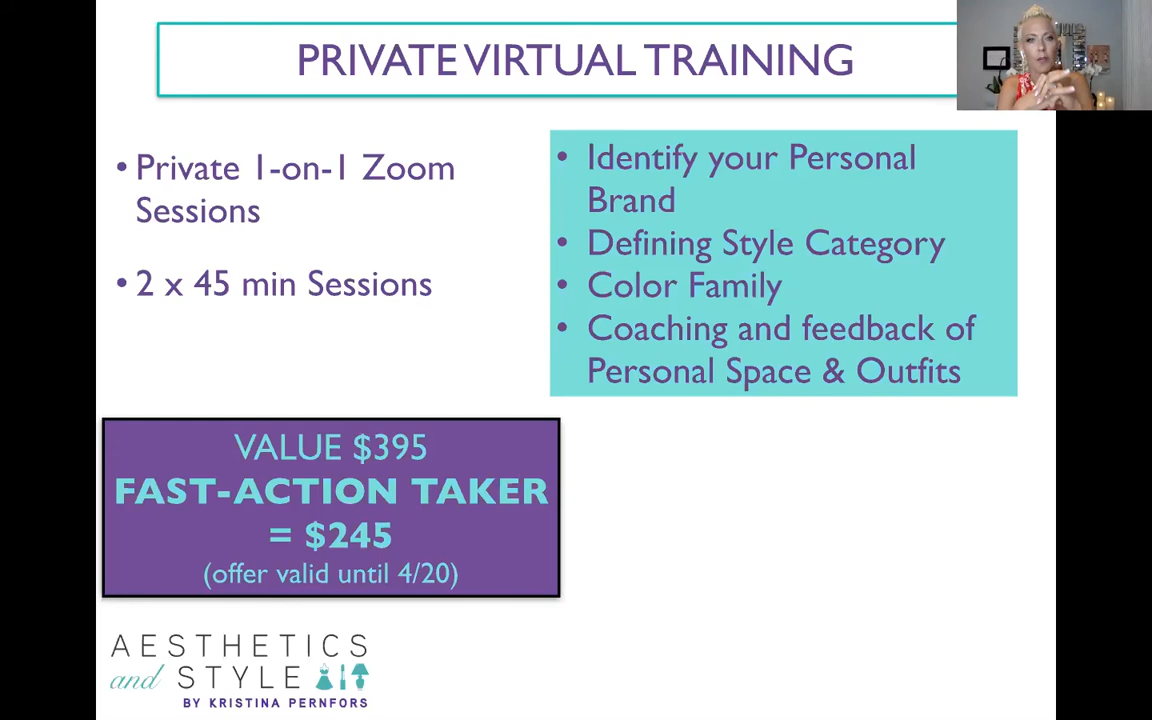 PRIVATE VIRTUAL TRAINING
• Private 1-on-1 Zoom
Sessions
• 2 x 45 min Sessions
• Identify your Personal
Brand
• Defining Style Category
• Color Family
• Coaching and feedback of
Personal Space & Outfits
VALUE $395
FAST-ACTION TAKER
= $245
(offer valid until 4/20)
AESTHETICS
and STYLE
BY KRISTINA PERNFORS